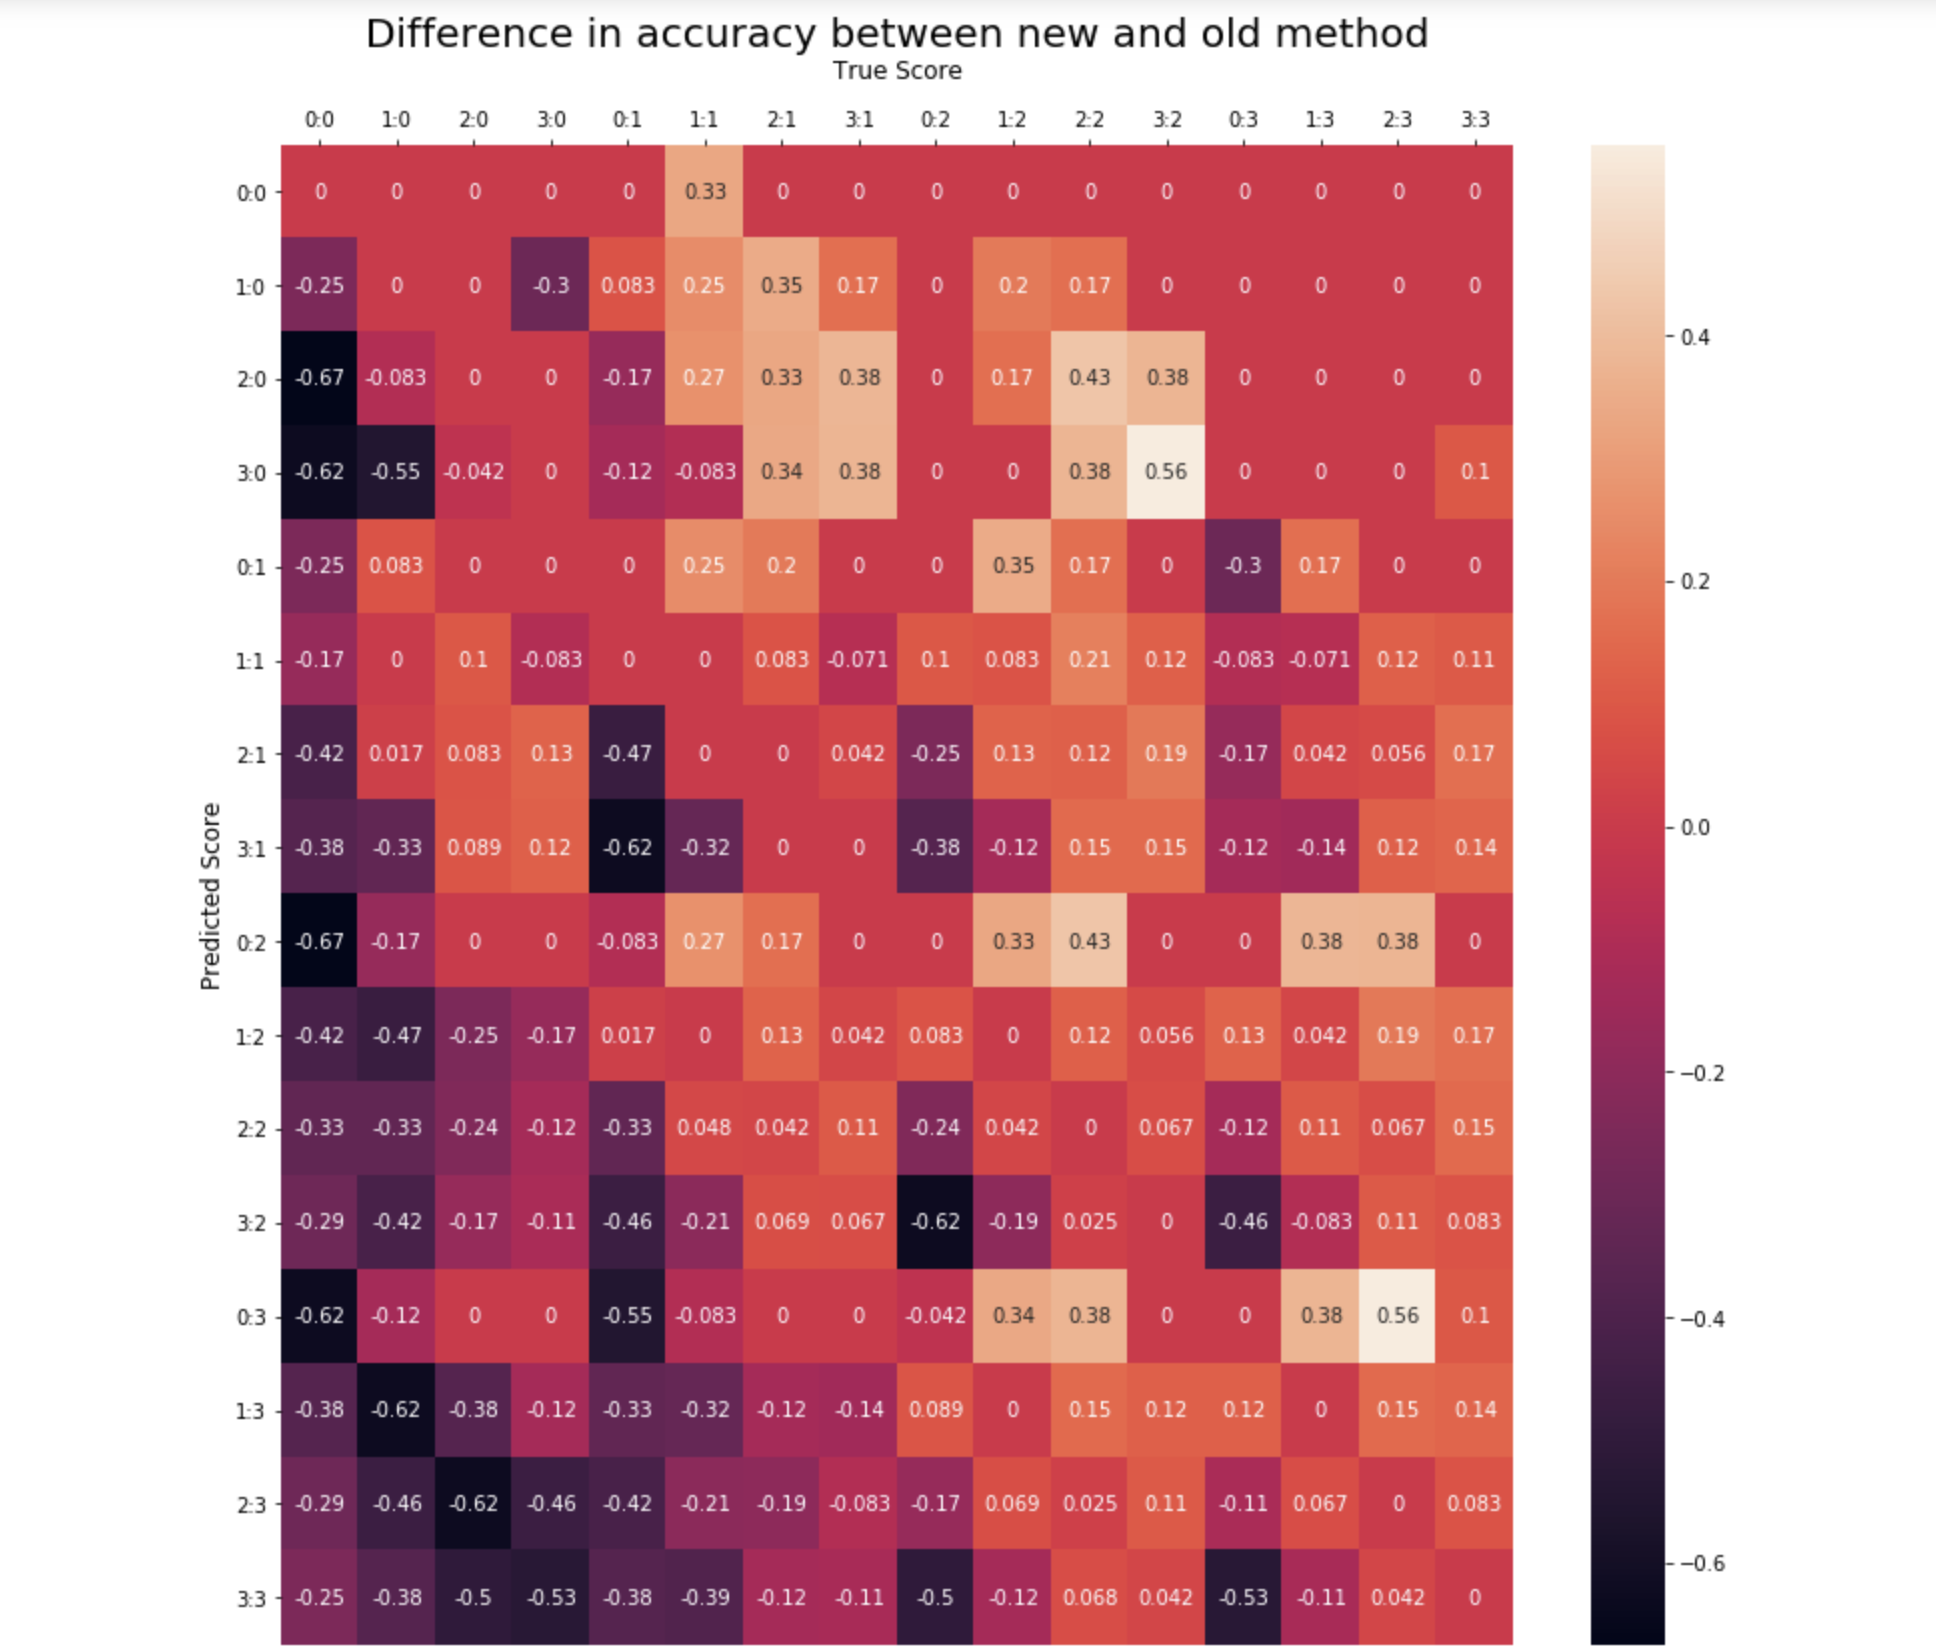 Difference in accuracy between new and old method
True Score
0:0 1:0 2:0 3:0 0:1 1:1 2:1 3:1 0:2 1:2 2:2 3:2 0:3 1:3 2:3 3:3
0:0 0 0 0 0 0 0.33 0 0 0 0 0 0 0 0 0 0
1:0 -0.25 0 0 -0.3 0.083 0.25 0.35 0.17 0 0.2 0.17 0 0 0 0 0
2:0 -0.67 -0.083 0 0 -0.17 0.27 0.33 0.38 0 0.17 0.43 0.38 0 0 0 0
3:0 -0.62 -0.55 -0.042 0 -0.12 -0.083 0.34 0.38 0 0 0.38 0.56 0 0 0 0.1
0:1 -0.25 0.083 0 0 0 0.25 0.2 0 0 0.35 0.17 0 -0.3 0.17 0 0
1:1 -0.17 0 0.1 -0.083 0 0 0.083 -0.071 0.1 0.083 0.21 0.12 -0.083 -0.071 0.12 0.11
2:1 -0.42 0.017 0.083 0.13 -0.47 0 0 0.042 -0.25 0.13 0.12 0.19 -0.17 0.042 0.056 0.17
3:1 -0.38 -0.33 0.089 0.12 -0.62 -0.32 0 0 -0.38 -0.12 0.15 0.15 -0.12 -0.14 0.12 0.14
0:2 -0.67 -0.17 0 0 -0.083 0.27 0.17 0 0 0.33 0.43 0 0 0.38 0.38 0
1:2 -0.42 -0.47 -0.25 -0.17 0.017 0 0.13 0.042 0.083 0 0.12 0.056 0.13 0.042 0.19 0.17
2:2 -0.33 -0.33 -0.24 -0.12 -0.33 0.048 0.042 0.11 -0.24 0.042 0 0.067 -0.12 0.11 0.067 0.15
3:2 -0.29 -0.42 -0.17 -0.11 -0.46 -0.21 0.069 0.067 -0.62 -0.19 0.025 0 -0.46 -0.083 0.11 0.083
0:3 -0.62 -0.12 0 0 -0.55 -0.083 0 0 -0.042 0.34 0.38 0 0 0.38 0.56 0.1
1:3 -0.38 -0.62 -0.38 -0.12 -0.33 -0.32 -0.12 -0.14 0.089 0 0.15 0.12 0.12 0 0.15 0.14
2:3 -0.29 -0.46 -0.62 -0.46 -0.42 -0.21 -0.19 -0.083 -0.17 0.069 0.025 0.11 -0.11 0.067 0 0.083
3:3 -0.25 -0.38 -0.5 -0.53 -0.38 -0.39 -0.12 -0.11 -0.5 -0.12 0.068 0.042 -0.53 -0.11 0.042 0
Predicted Score
0.4
0.2
0.0
−0.2
−0.4
−0.6